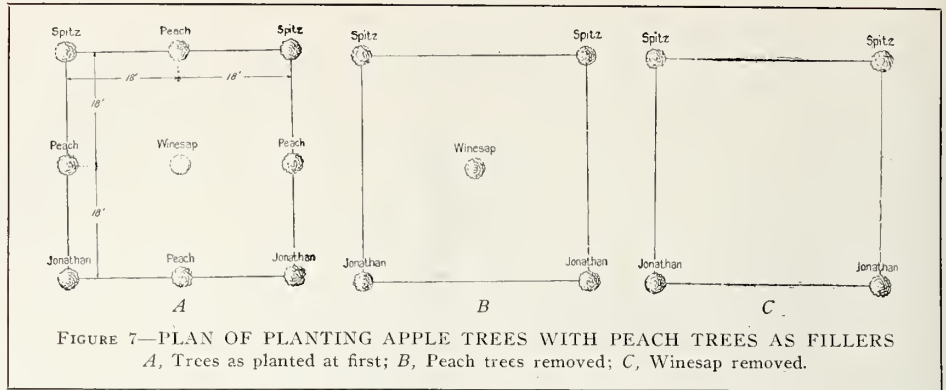 Spitz Peach Spitz
18' 18'
18'
Peach Winesap Peach
18'
Jonathan Peach Jonathan
A
Spitz Spitz
Winesap
Jonathan Jonathan
B
Spitz Spitz
Jonathan Jonathan
C
FIGURE 7—PLAN OF PLANTING APPLE TREES WITH PEACH TREES AS FILLERS
A, Trees as planted at first; B, Peach trees removed; C, Winesap removed.